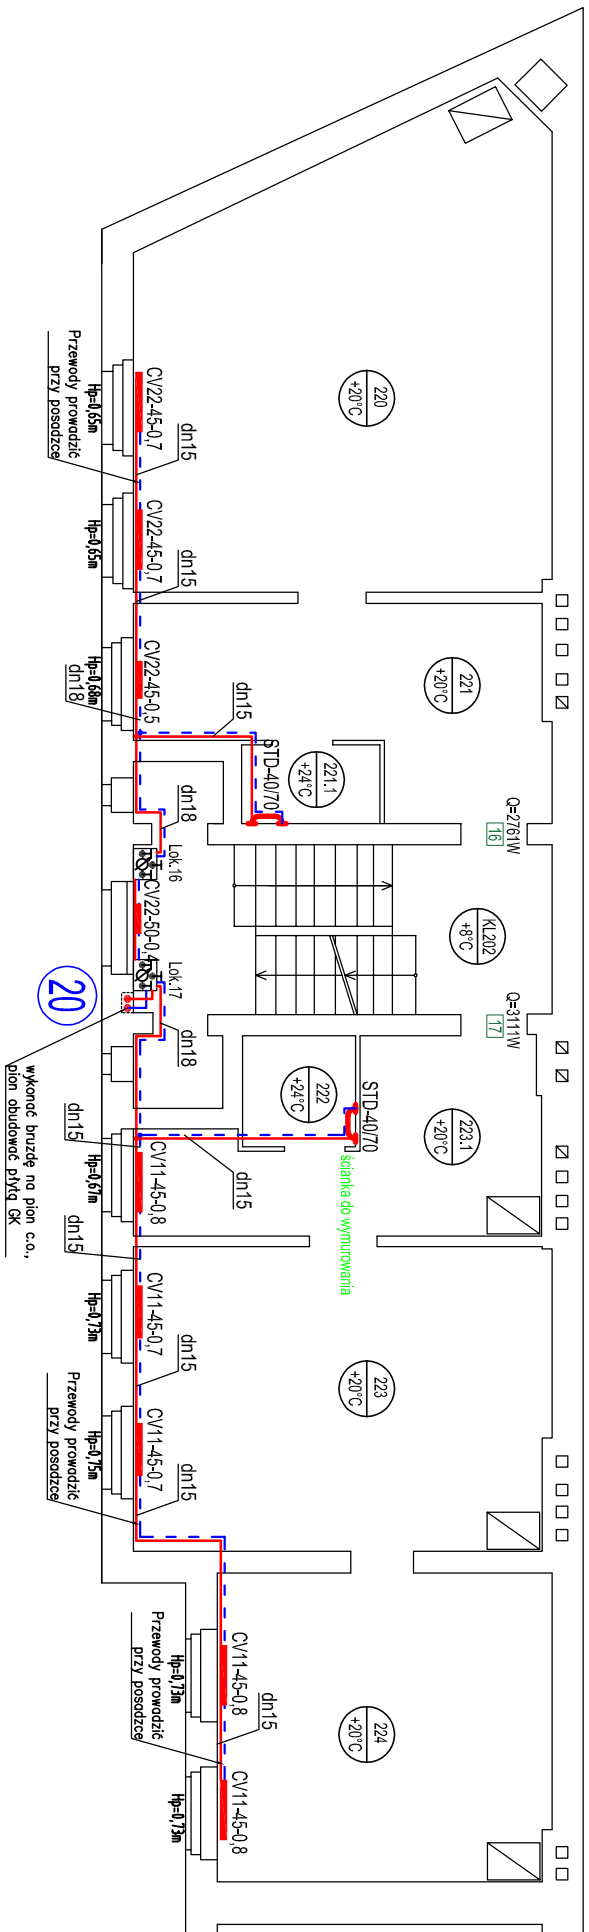 220
+20°C
CV22-45-0,7
dn15
Hp=0,65m
Przewody prowadzić
przy posadzce
CV22-45-0,7
dn15
Hp=0,65m
221
+20°C
CV22-45-0,5
Hp=0,68m
dn18
dn15
STD-40/70
221.1
+24°C
Q=2761W
16
dn18
Lok.16
CV22-50-0,4
KL202
+8°C
Lok.17
20
dn18
Q=3111W
17
wykonać bruzdę na pion c.o.,
pion obudować płytą GK
222
+24°C
STD-40/70
223.1
+20°C
ścianka do wymurowania
dn15
CV11-45-0,8
Hp=0,67m
dn15
dn15
CV11-45-0,7
Hp=0,73m
dn15
223
+20°C
CV11-45-0,7
Hp=0,75m
dn15
Przewody prowadzić
przy posadzce
CV11-45-0,8
Hp=0,73m
dn15
Przewody prowadzić
przy posadzce
224
+20°C
CV11-45-0,8
Hp=0,73m